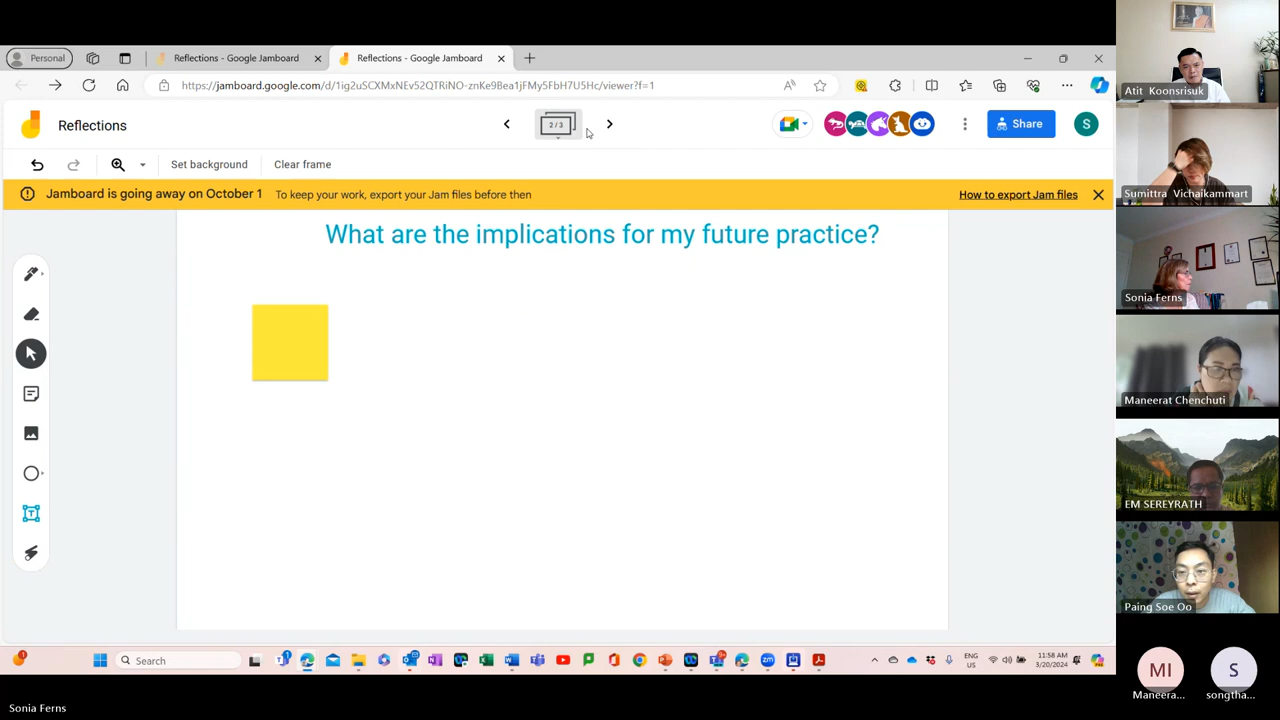 Personal
Reflections - Google Jamboard
Reflections - Google Jamboard
https://jamboard.google.com/d/1ig2uSCXMxNEv52QTRiNO-znKe9Bea1jFMy5FbH7U5Hc/viewer?f=1
Reflections
2 / 3
Share
S
Set background
Clear frame
Jamboard is going away on October 1 To keep your work, export your Jam files before then How to export Jam files
What are the implications for my future practice?
Search
ENG
US
11:58 AM
3/20/2024
Atit Koonsrisuk
Sumittra Vichaikammart
Sonia Ferns
Maneerat Chenchuti
EM SEREYRATH
Paing Soe Oo
MI
Maneera...
S
songtha...
Sonia Ferns